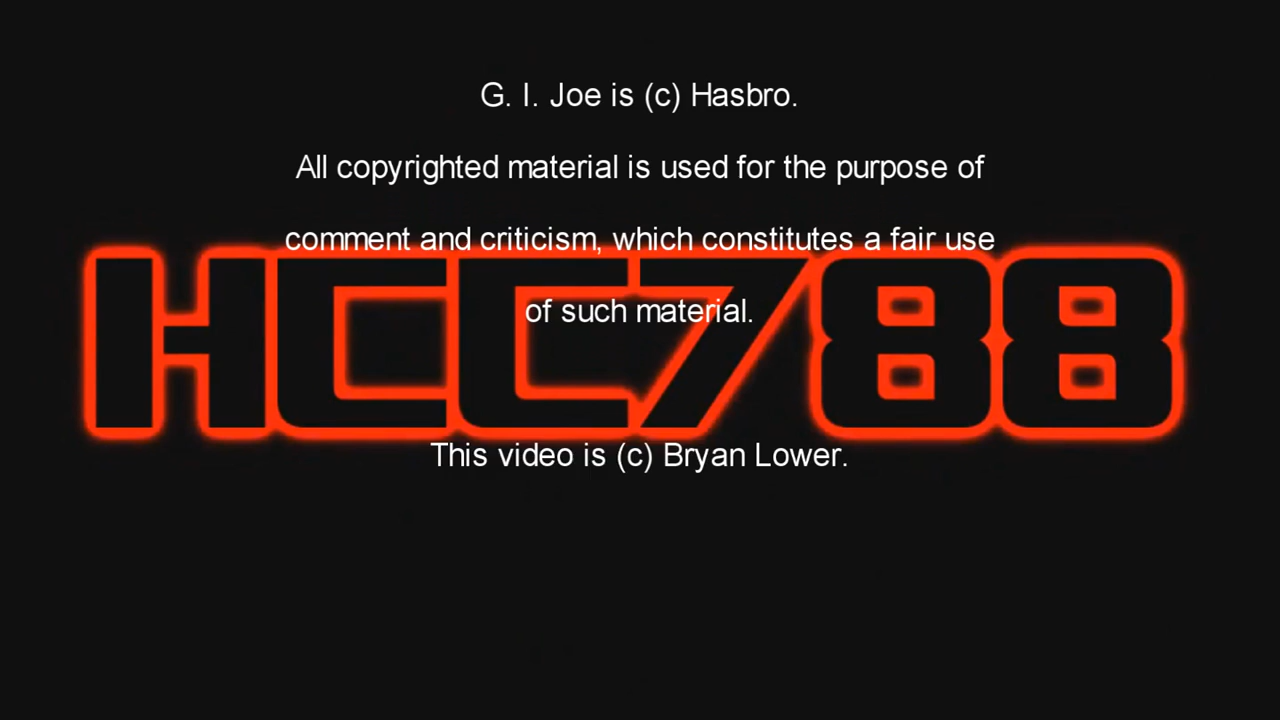 G. I. Joe is (c) Hasbro.
All copyrighted material is used for the purpose of
comment and criticism, which constitutes a fair use
of such material.
HCC788
This video is (c) Bryan Lower.